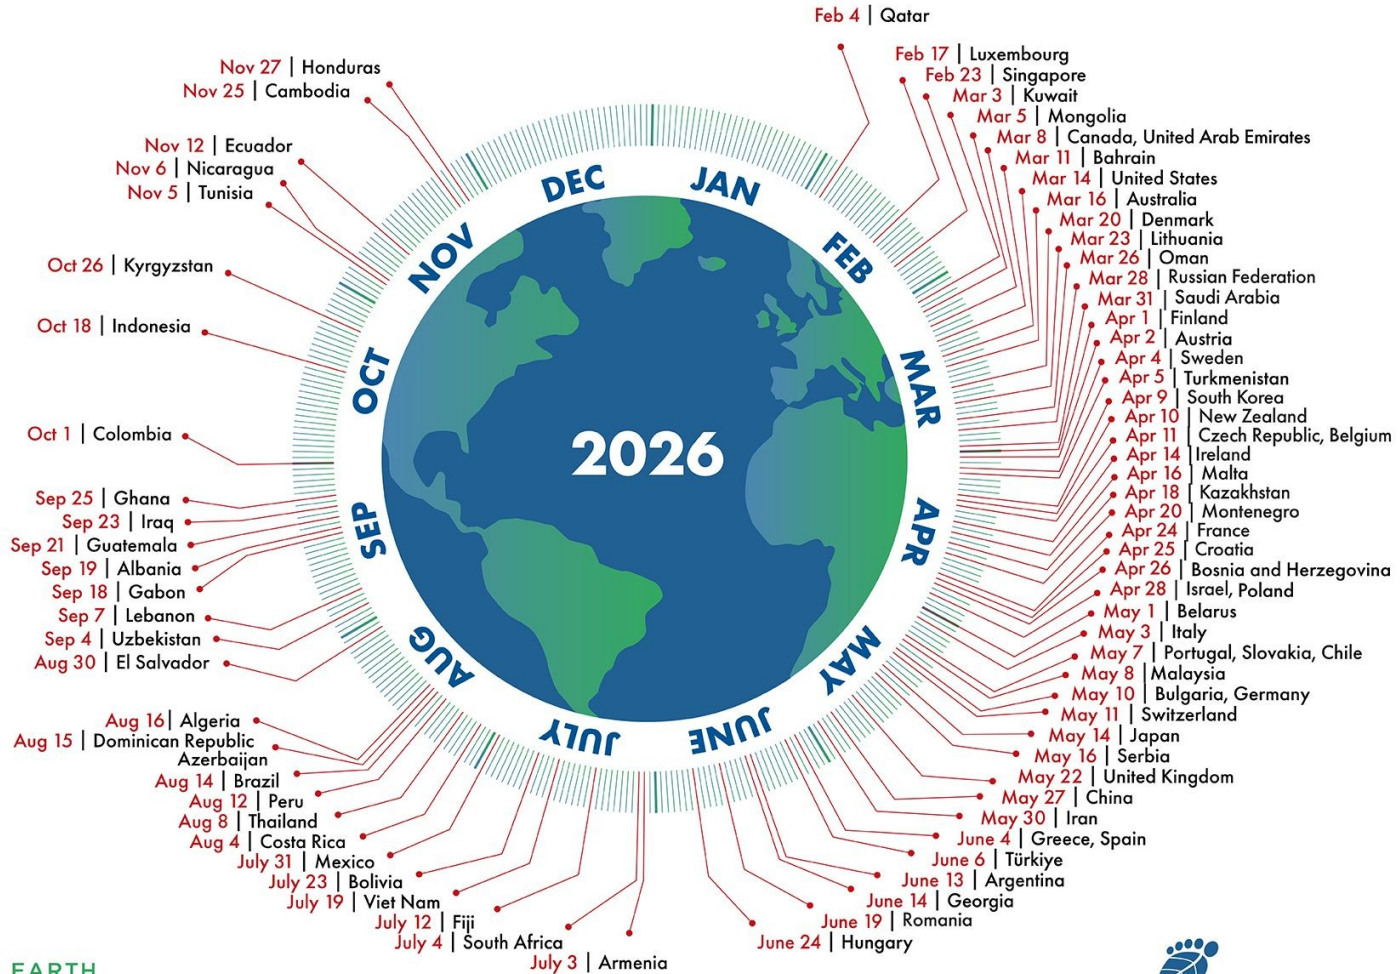 Feb 4 | Qatar
Feb 17 | Luxembourg
Feb 23 | Singapore
Mar 3 | Kuwait
Mar 5 | Mongolia
Mar 8 | Canada, United Arab Emirates
Mar 11 | Bahrain
Mar 14 | United States
Mar 16 | Australia
Mar 20 | Denmark
Mar 23 | Lithuania
Mar 26 | Oman
Mar 28 | Russian Federation
Mar 31 | Saudi Arabia
Apr 1 | Finland
Apr 2 | Austria
Apr 4 | Sweden
Apr 5 | Turkmenistan
Apr 9 | South Korea
Apr 10 | New Zealand
Apr 11 | Czech Republic, Belgium
Apr 14 | Ireland
Apr 16 | Malta
Apr 18 | Kazakhstan
Apr 20 | Montenegro
Apr 24 | France
Apr 25 | Croatia
Apr 26 | Bosnia and Herzegovina
Apr 28 | Israel, Poland
May 1 | Belarus
May 3 | Italy
May 7 | Portugal, Slovakia, Chile
May 8 | Malaysia
May 10 | Bulgaria, Germany
May 11 | Switzerland
May 14 | Japan
May 16 | Serbia
May 22 | United Kingdom
May 27 | China
May 30 | Iran
June 4 | Greece, Spain
June 6 | Türkiye
June 13 | Argentina
June 14 | Georgia
June 19 | Romania
June 24 | Hungary
July 3 | Armenia
July 4 | South Africa
July 12 | Fiji
July 19 | Viet Nam
July 23 | Bolivia
July 31 | Mexico
Aug 4 | Costa Rica
Aug 8 | Thailand
Aug 12 | Peru
Aug 14 | Brazil
Aug 15 | Dominican Republic
Azerbaijan
Aug 16 | Algeria
Aug 30 | El Salvador
Sep 4 | Uzbekistan
Sep 7 | Lebanon
Sep 18 | Gabon
Sep 19 | Albania
Sep 21 | Guatemala
Sep 23 | Iraq
Sep 25 | Ghana
Oct 1 | Colombia
Oct 18 | Indonesia
Oct 26 | Kyrgyzstan
Nov 5 | Tunisia
Nov 6 | Nicaragua
Nov 12 | Ecuador
Nov 25 | Cambodia
Nov 27 | Honduras
JAN
FEB
MAR
APR
MAY
JUNE
JULY
AUG
SEP
OCT
NOV
DEC
2026
EARTH